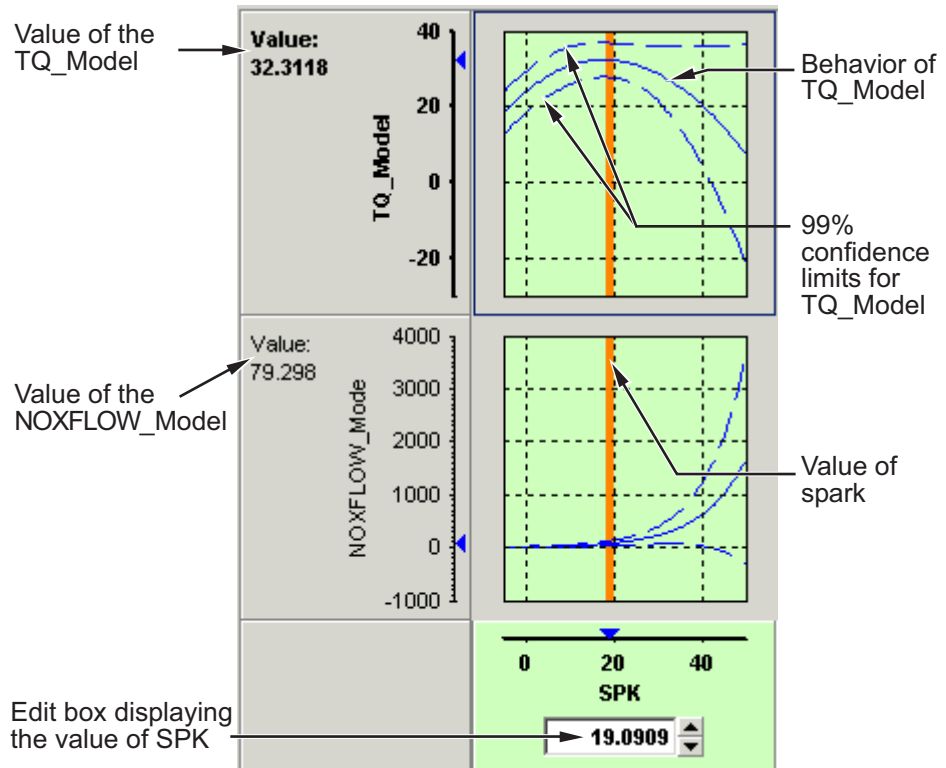 Value of the
TQ_Model
Value:
32.3118
40
20
0
-20
TQ_Model
Behavior of
TQ_Model
99%
confidence
limits for
TQ_Model
Value of the
NOXFLOW_Model
Value:
79.298
4000
3000
2000
1000
0
-1000
NOXFLOW_Mode
Value of
spark
0 20 40
SPK
Edit box displaying
the value of SPK
19.0909